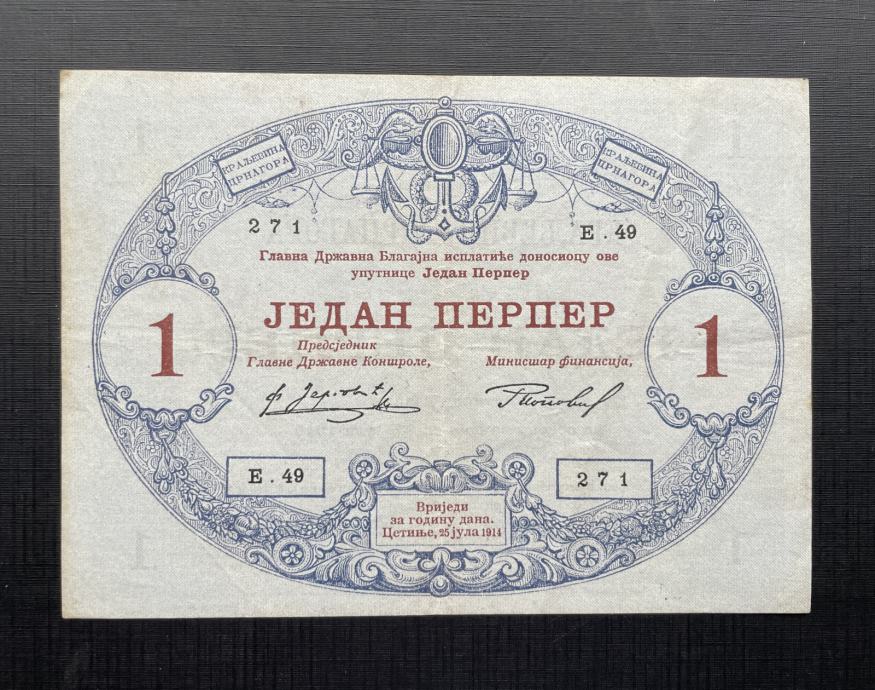 КРАЉЕВИНА
ЦРНАГОРА
КРАЉЕВИНА
ЦРНАГОРА
271
Е.49
Главна Државна Благајна исплатиће доносиоцу ове
упутнице Један Перпер
1
ЈЕДАН ПЕРПЕР
1
Предсједник
Главне Државне Контроле,
Министар финансија,
Е.49
271
Вриједи
за годину дана.
Цетиње, 25 јула 1914